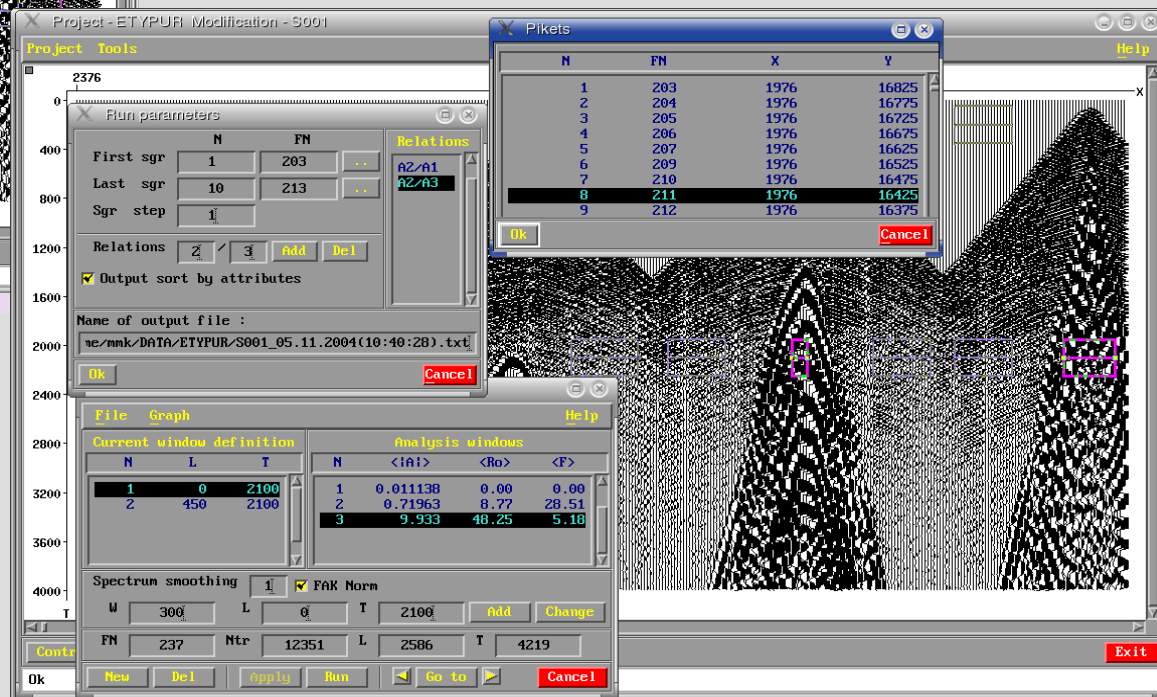 Project - ETYPUR Modification - S001
Project Tools Help
2376
X
0
400
800
1200
1600
2000
2400
2800
3200
3600
4000
T
Run parameters
N FN
First sgr 1 203 ..
Last sgr 10 213 ..
Sgr step 1
Relations 2 / 3 Add Del
Output sort by attributes
Relations
A2/A1
A2/A3
Name of output file :
me/mmk/DATA/ETYPUR/S001_05.11.2004(10:40:28).txt
Ok Cancel
Pikets
N FN X Y
1 203 1976 16825
2 204 1976 16775
3 205 1976 16725
4 206 1976 16675
5 207 1976 16625
6 209 1976 16525
7 210 1976 16475
8 211 1976 16425
9 212 1976 16375
Ok Cancel
File Graph Help
Current window definition
N L T
1 0 2100
2 450 2100
Analysis windows
N <|A|> <Ro> <F>
1 0.011138 0.00 0.00
2 0.71963 8.77 28.51
3 9.933 48.25 5.18
Spectrum smoothing 1 FAK Norm
W 300 L 0 T 2100 Add Change
FN 237 Ntr 12351 L 2586 T 4219
New Del Apply Run Go to Cancel
Contr
Exit
Ok